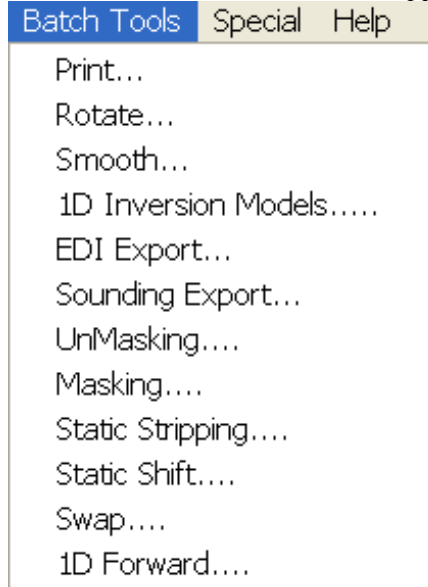 Batch Tools Special Help
Print...
Rotate...
Smooth...
1D Inversion Models.....
EDI Export...
Sounding Export...
UnMasking....
Masking....
Static Stripping....
Static Shift....
Swap....
1D Forward....